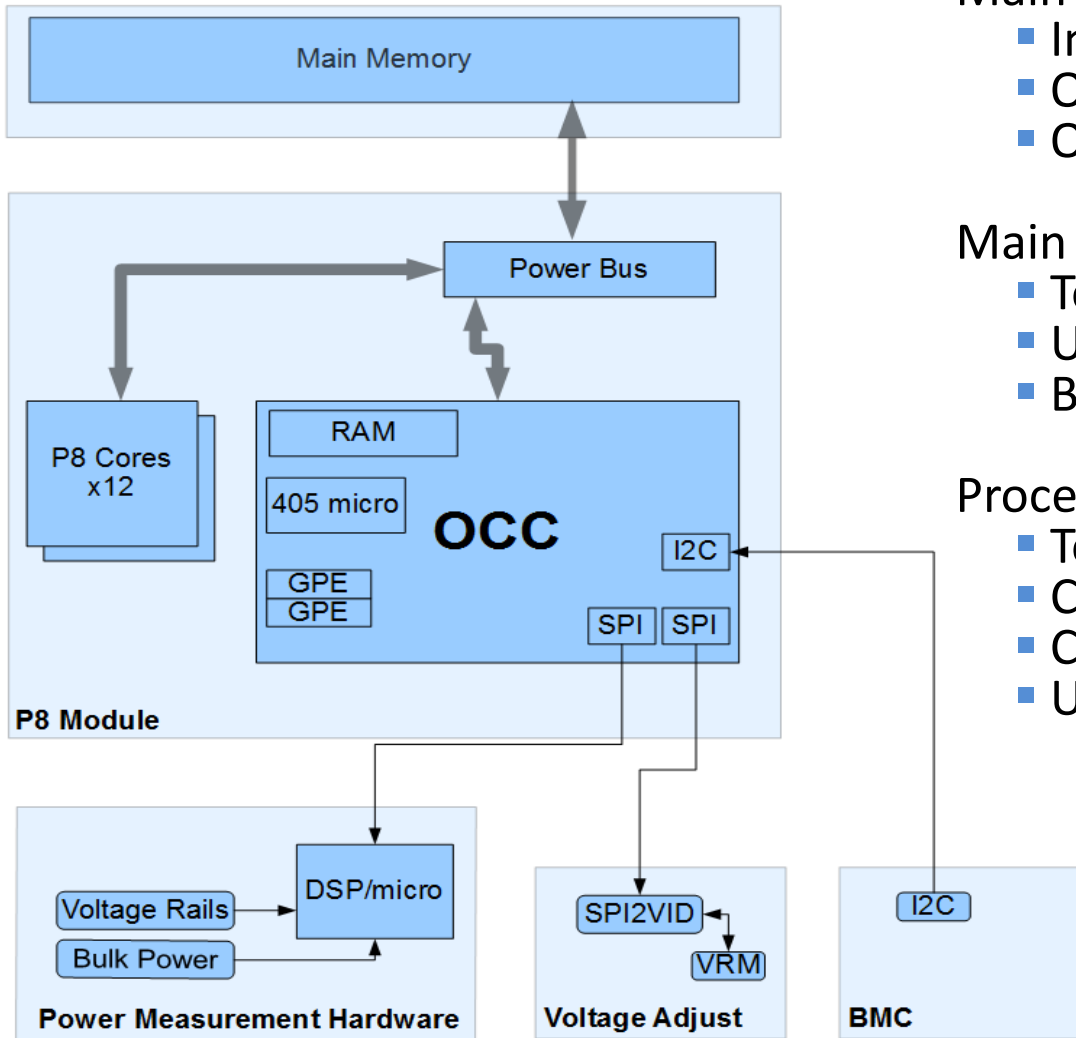 Main Memory
Power Bus
P8 Cores
x12
RAM
405 micro
OCC
I2C
GPE
GPE
SPI
SPI
P8 Module
DSP/micro
Voltage Rails
Bulk Power
Power Measurement Hardware
SPI2VID
VRM
Voltage Adjust
I2C
BMC
Main
Main